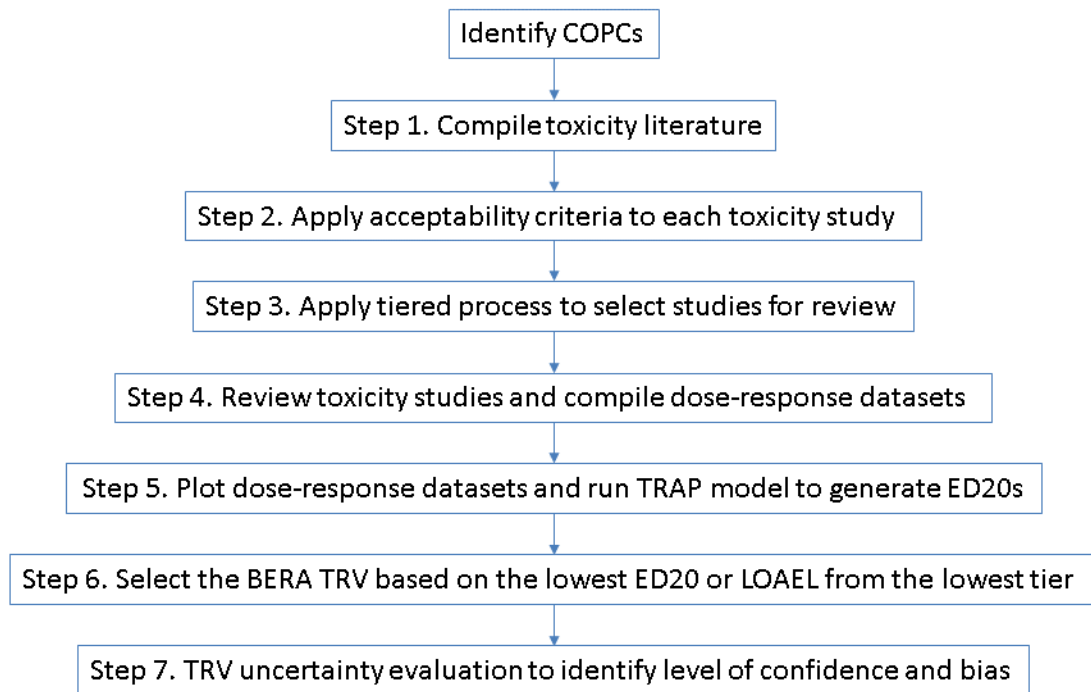 Identify COPCs
Step 1. Compile toxicity literature
Step 2. Apply acceptability criteria to each toxicity study
Step 3. Apply tiered process to select studies for review
Step 4. Review toxicity studies and compile dose-response datasets
Step 5. Plot dose-response datasets and run TRAP model to generate ED20s
Step 6. Select the BERA TRV based on the lowest ED20 or LOAEL from the lowest tier
Step 7. TRV uncertainty evaluation to identify level of confidence and bias